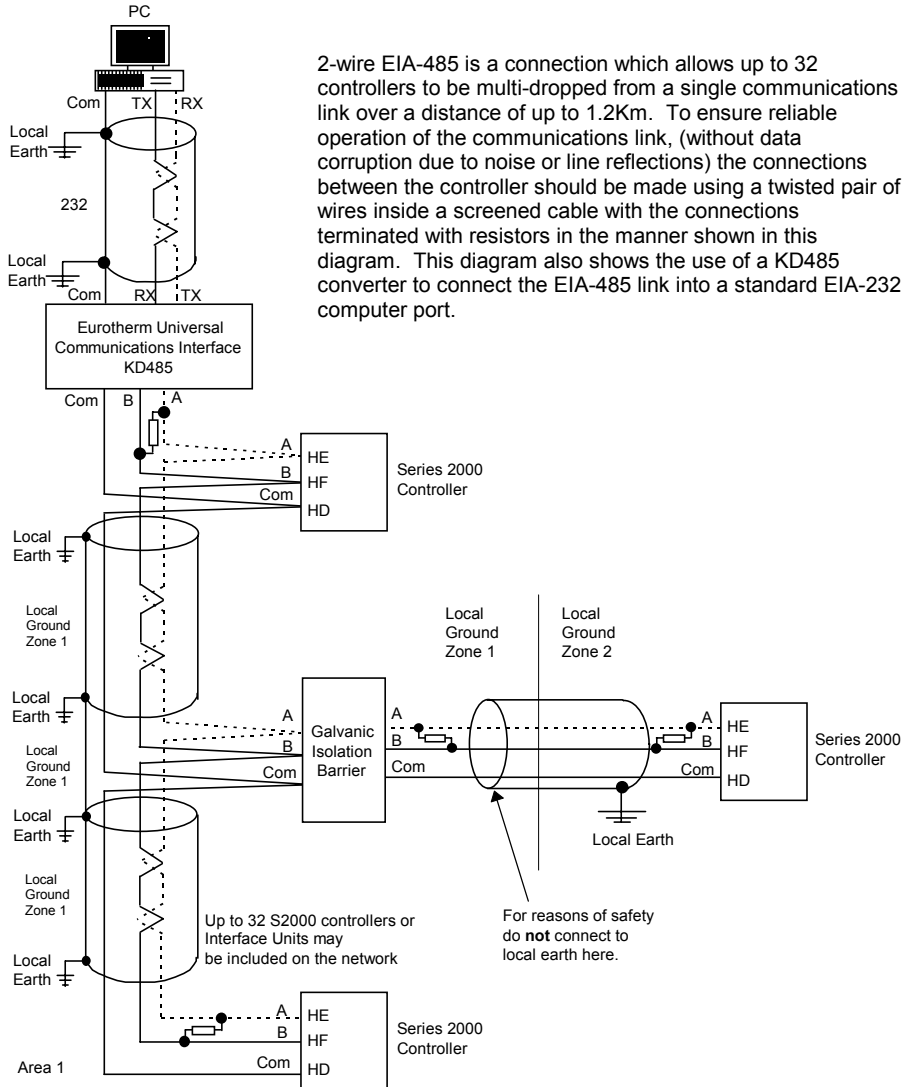 PC
2-wire EIA-485 is a connection which allows up to 32
controllers to be multi-dropped from a single communications
link over a distance of up to 1.2Km.  To ensure reliable
operation of the communications link, (without data
corruption due to noise or line reflections) the connections
between the controller should be made using a twisted pair of
wires inside a screened cable with the connections
terminated with resistors in the manner shown in this
diagram.  This diagram also shows the use of a KD485
converter to connect the EIA-485 link into a standard EIA-232
computer port.
Com TX RX
Local
Earth
232
Local
Earth
Com RX TX
Eurotherm Universal
Communications Interface
KD485
Com B A
A HE
B HF
Com HD
Series 2000
Controller
Local
Earth
Local
Ground
Zone 1
Local
Earth
Local
Ground
Zone 1
Local
Ground
Zone 1
Local
Ground
Zone 2
A
B
Com
Galvanic
Isolation
Barrier
A
B
Com
A HE
B HF
Com HD
Series 2000
Controller
Local Earth
Local
Earth
Local
Ground
Zone 1
Local
Earth
For reasons of safety
do not connect to
local earth here.
Up to 32 S2000 controllers or
Interface Units may
be included on the network
A HE
B HF
Com HD
Series 2000
Controller
Area 1